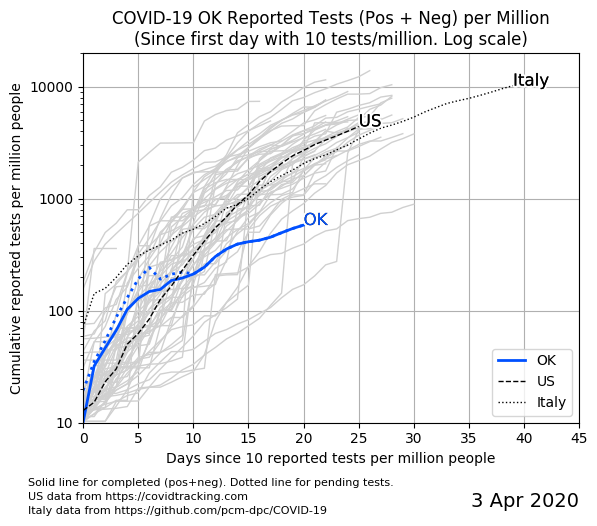 COVID-19 OK Reported Tests (Pos + Neg) per Million
(Since first day with 10 tests/million. Log scale)
Cumulative reported tests per million people
10000
1000
100
10
Italy
US
OK
OK
US
Italy
0 5 10 15 20 25 30 35 40 45
Days since 10 reported tests per million people
Solid line for completed (pos+neg). Dotted line for pending tests.
US data from https://covidtracking.com
Italy data from https://github.com/pcm-dpc/COVID-19
3 Apr 2020